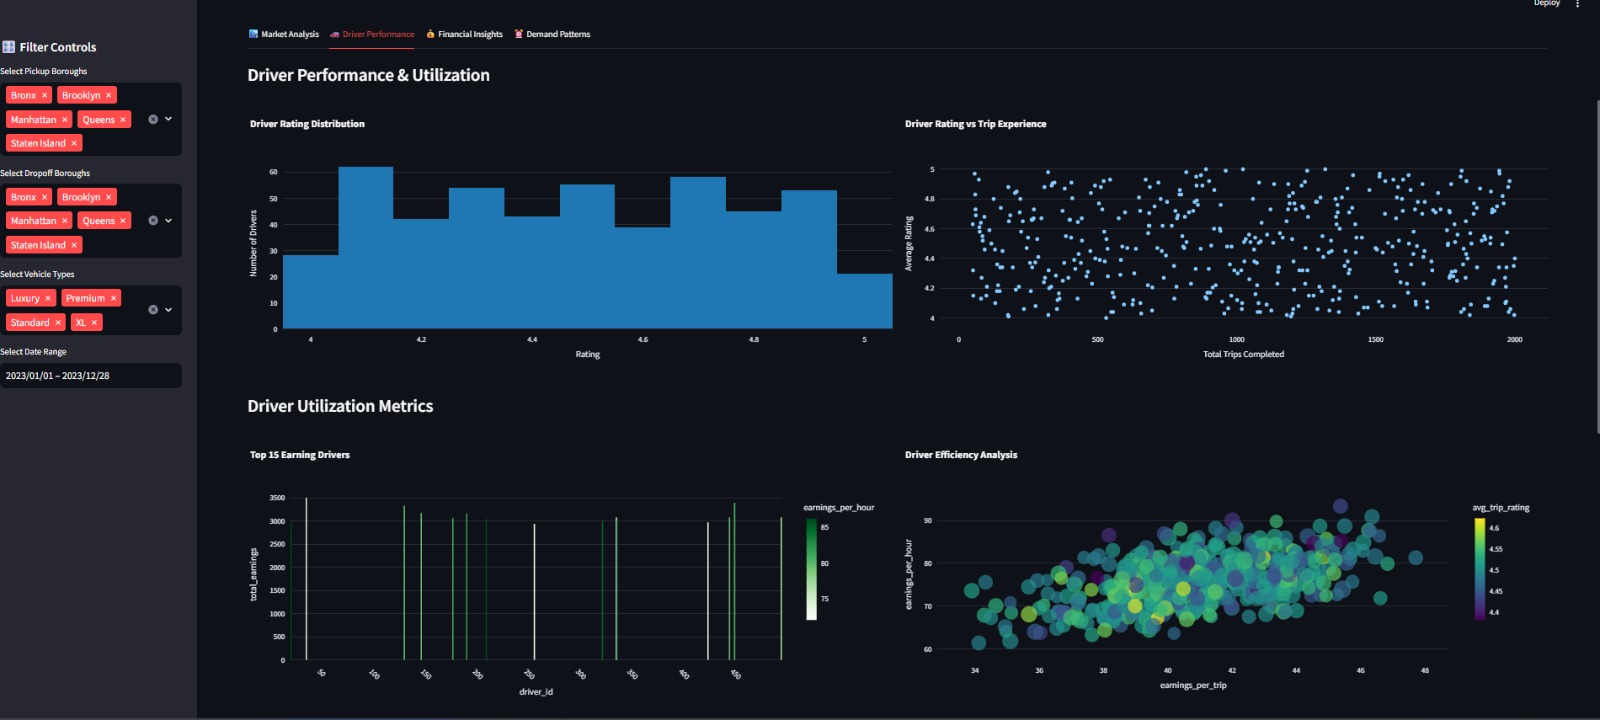 Deploy
Market Analysis
Driver Performance
Financial Insights
Demand Patterns
Filter Controls
Select Pickup Boroughs
Bronx × Brooklyn ×
Manhattan × Queens ×
Staten Island ×
Select Dropoff Boroughs
Bronx × Brooklyn ×
Manhattan × Queens ×
Staten Island ×
Select Vehicle Types
Luxury × Premium ×
Standard × XL ×
Select Date Range
2023/01/01 – 2023/12/28
Driver Performance & Utilization
Driver Rating Distribution
Number of Drivers
60
50
40
30
20
10
0
4 4.2 4.4 4.6 4.8 5
Rating
Driver Rating vs Trip Experience
Average Rating
5
4.8
4.6
4.4
4.2
4
0 500 1000 1500 2000
Total Trips Completed
Driver Utilization Metrics
Top 15 Earning Drivers
total_earnings
3500
3000
2500
2000
1500
1000
500
0
50 100 150 200 250 300 350 400 450
driver_id
earnings_per_hour
85
80
75
Driver Efficiency Analysis
earnings_per_hour
90
80
70
60
34 36 38 40 42 44 46 48
earnings_per_trip
avg_trip_rating
4.6
4.55
4.5
4.45
4.4